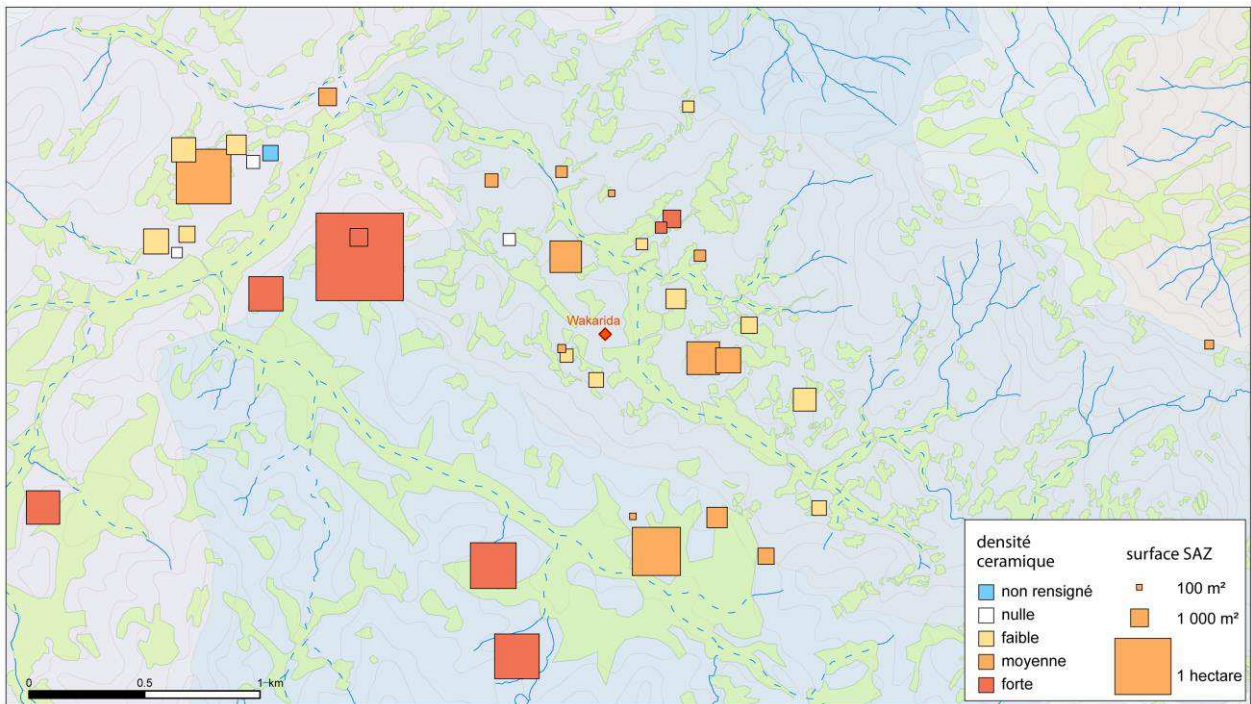 Wakarida
0 0.5 1 km
densité
ceramique
non rensigné
nulle
faible
moyenne
forte
surface SAZ
100 m²
1 000 m²
1 hectare